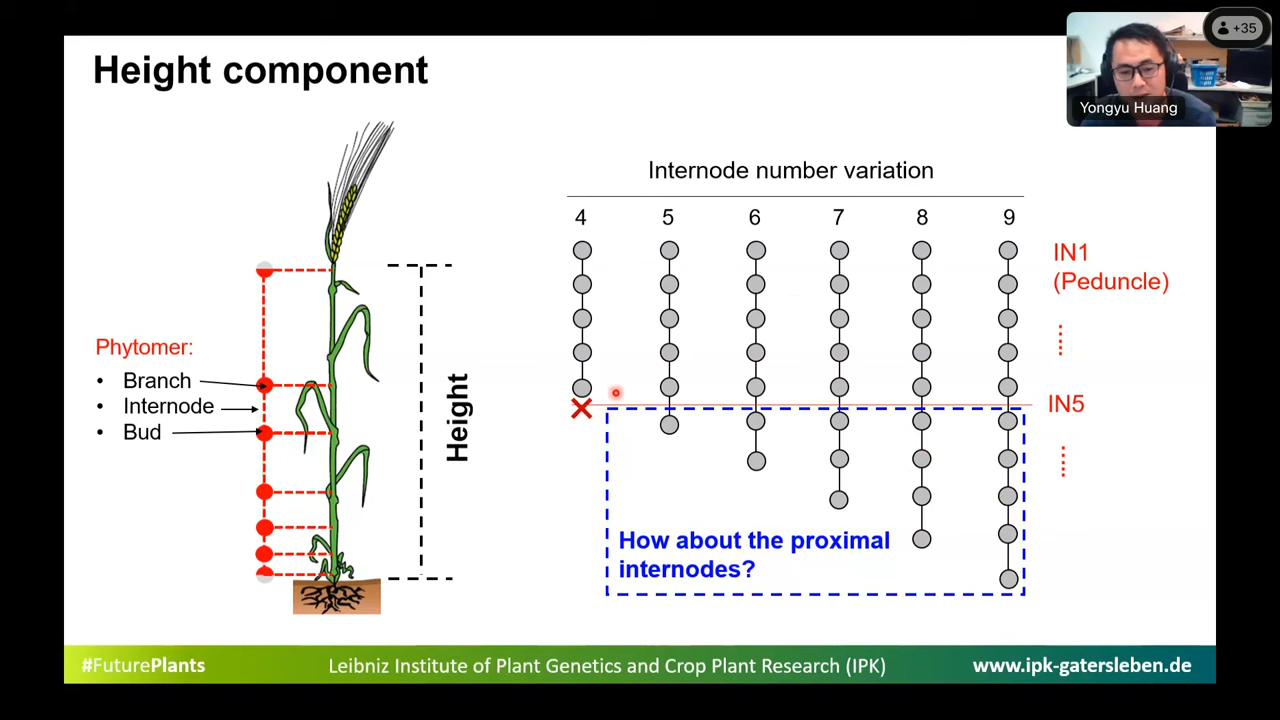 Height component
+35
Yongyu Huang
Phytomer:
• Branch
• Internode
• Bud
Height
Internode number variation
4 5 6 7 8 9
IN1
(Peduncle)
IN5
How about the proximal
internodes?
#FuturePlants
Leibniz Institute of Plant Genetics and Crop Plant Research (IPK)
www.ipk-gatersleben.de